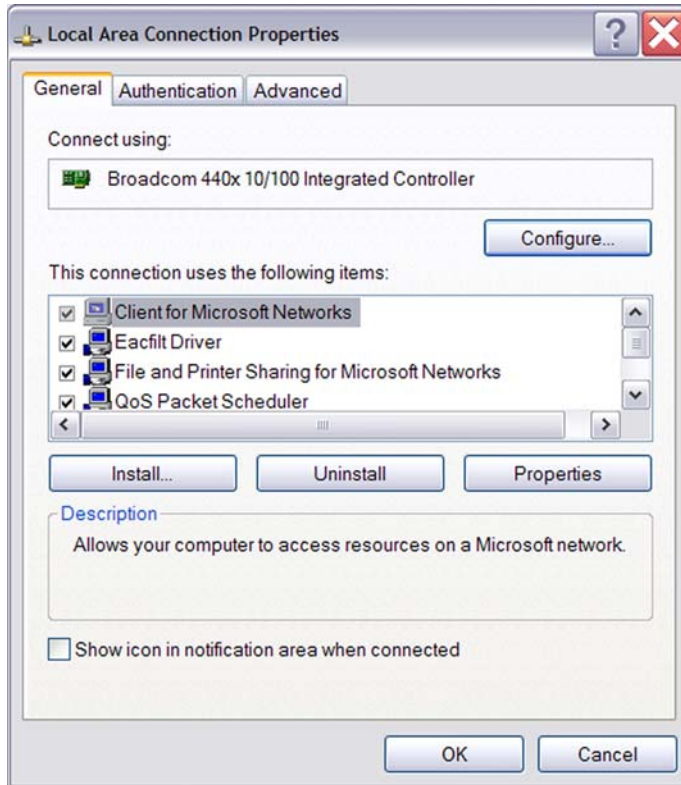 Local Area Connection Properties
General Authentication Advanced
Connect using:
Broadcom 440x 10/100 Integrated Controller
Configure...
This connection uses the following items:
Client for Microsoft Networks
Eacfilt Driver
File and Printer Sharing for Microsoft Networks
QoS Packet Scheduler
Install... Uninstall Properties
Description
Allows your computer to access resources on a Microsoft network.
Show icon in notification area when connected
OK Cancel